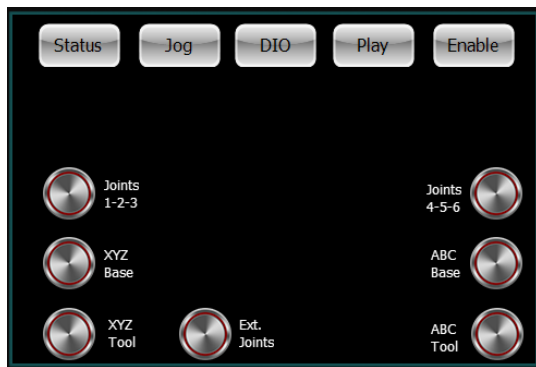 Status
Jog
DIO
Play
Enable
Joints
1-2-3
Joints
4-5-6
XYZ
Base
ABC
Base
XYZ
Tool
Ext.
Joints
ABC
Tool